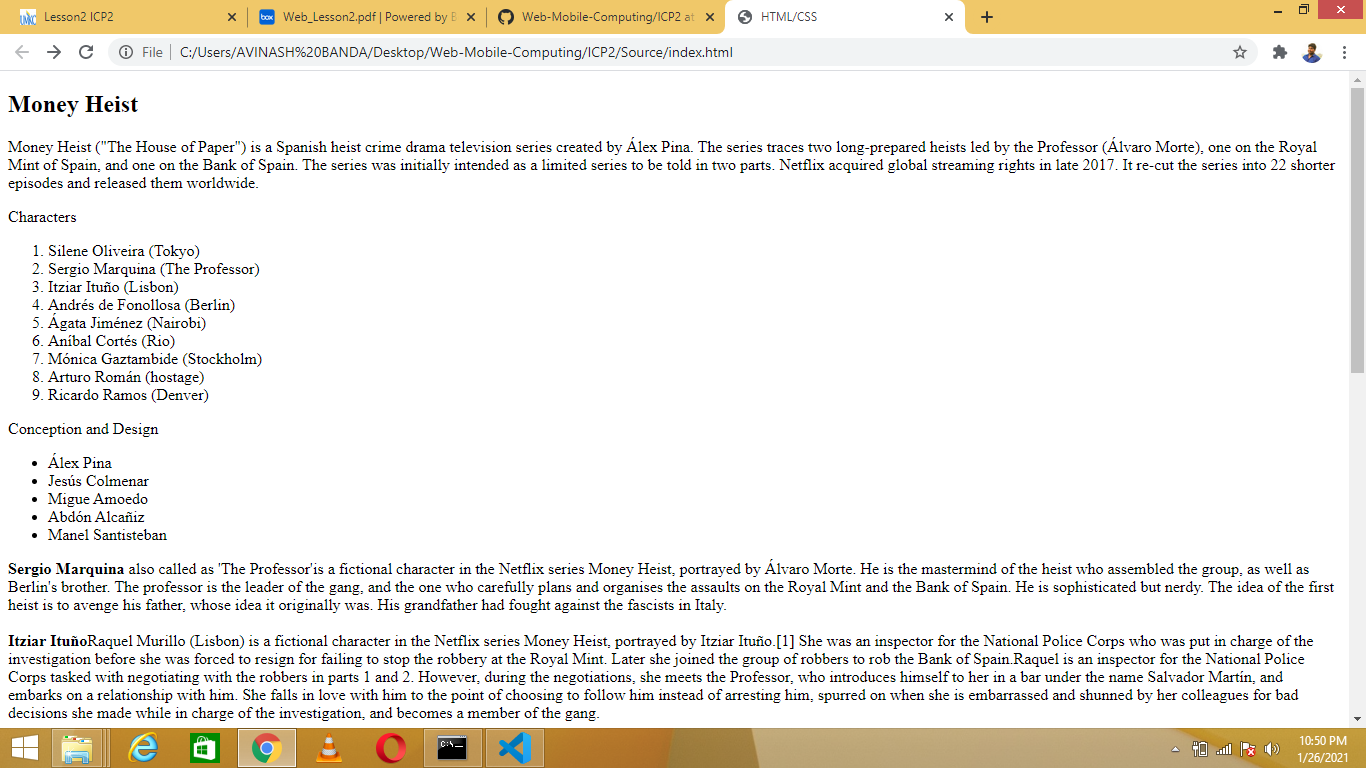 Lesson2 ICP2
Web_Lesson2.pdf | Powered by B
Web-Mobile-Computing/ICP2 at
HTML/CSS
File
C:/Users/AVINASH%20BANDA/Desktop/Web-Mobile-Computing/ICP2/Source/index.html
Money Heist
Money Heist ("The House of Paper") is a Spanish heist crime drama television series created by Álex Pina. The series traces two long-prepared heists led by the Professor (Álvaro Morte), one on the Royal
Mint of Spain, and one on the Bank of Spain. The series was initially intended as a limited series to be told in two parts. Netflix acquired global streaming rights in late 2017. It re-cut the series into 22 shorter
episodes and released them worldwide.
Characters
1. Silene Oliveira (Tokyo)
2. Sergio Marquina (The Professor)
3. Itziar Ituño (Lisbon)
4. Andrés de Fonollosa (Berlin)
5. Ágata Jiménez (Nairobi)
6. Aníbal Cortés (Rio)
7. Mónica Gaztambide (Stockholm)
8. Arturo Román (hostage)
9. Ricardo Ramos (Denver)
Conception and Design
• Álex Pina
• Jesús Colmenar
• Migue Amoedo
• Abdón Alcañiz
• Manel Santisteban
Sergio Marquina also called as 'The Professor'is a fictional character in the Netflix series Money Heist, portrayed by Álvaro Morte. He is the mastermind of the heist who assembled the group, as well as
Berlin's brother. The professor is the leader of the gang, and the one who carefully plans and organises the assaults on the Royal Mint and the Bank of Spain. He is sophisticated but nerdy. The idea of the first
heist is to avenge his father, whose idea it originally was. His grandfather had fought against the fascists in Italy.
Itziar ItuñoRaquel Murillo (Lisbon) is a fictional character in the Netflix series Money Heist, portrayed by Itziar Ituño.[1] She was an inspector for the National Police Corps who was put in charge of the
investigation before she was forced to resign for failing to stop the robbery at the Royal Mint. Later she joined the group of robbers to rob the Bank of Spain.Raquel is an inspector for the National Police
Corps tasked with negotiating with the robbers in parts 1 and 2. However, during the negotiations, she meets the Professor, who introduces himself to her in a bar under the name Salvador Martín, and
embarks on a relationship with him. She falls in love with him to the point of choosing to follow him instead of arresting him, spurred on when she is embarrassed and shunned by her colleagues for bad
decisions she made while in charge of the investigation, and becomes a member of the gang.
10:50 PM
1/26/2021